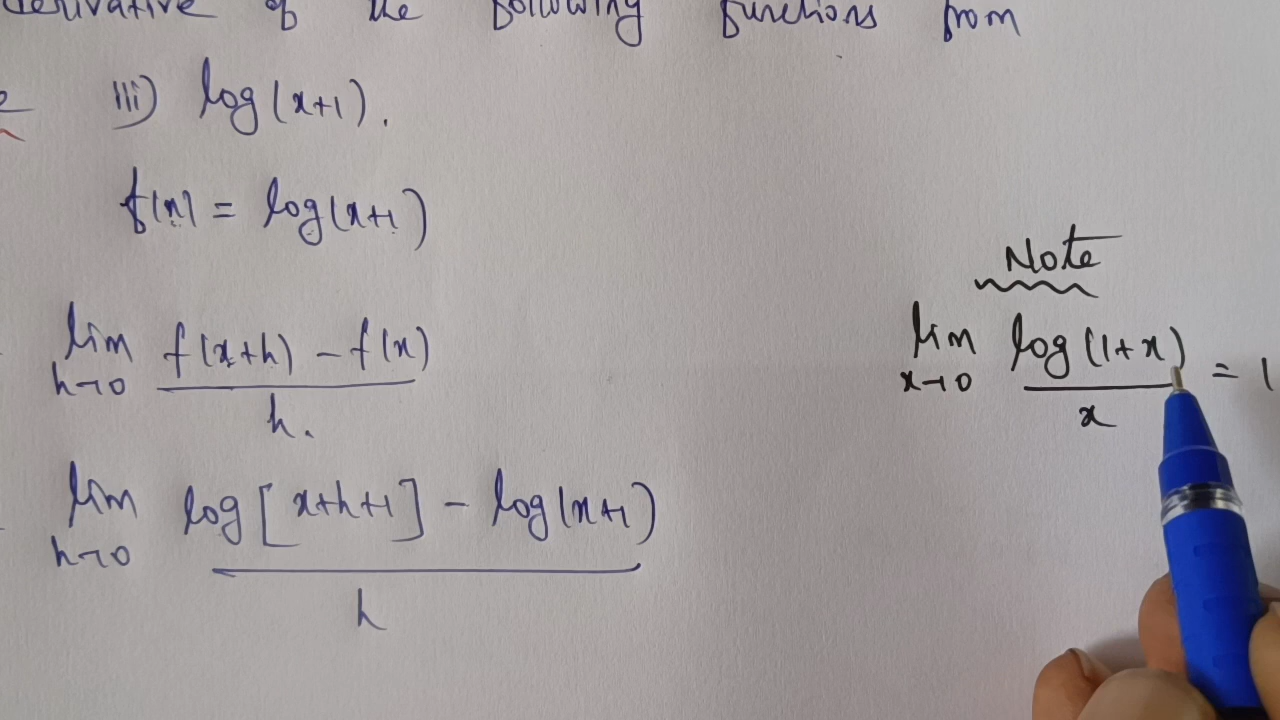 derivative of the following functions from
iii) log(x+1).
f(x) = log(x+1)
lim h→0 f(x+h) - f(x) / h.
lim h→0 log[x+h+1] - log(x+1) / h
Note
lim x→0 log(1+x) / x = 1